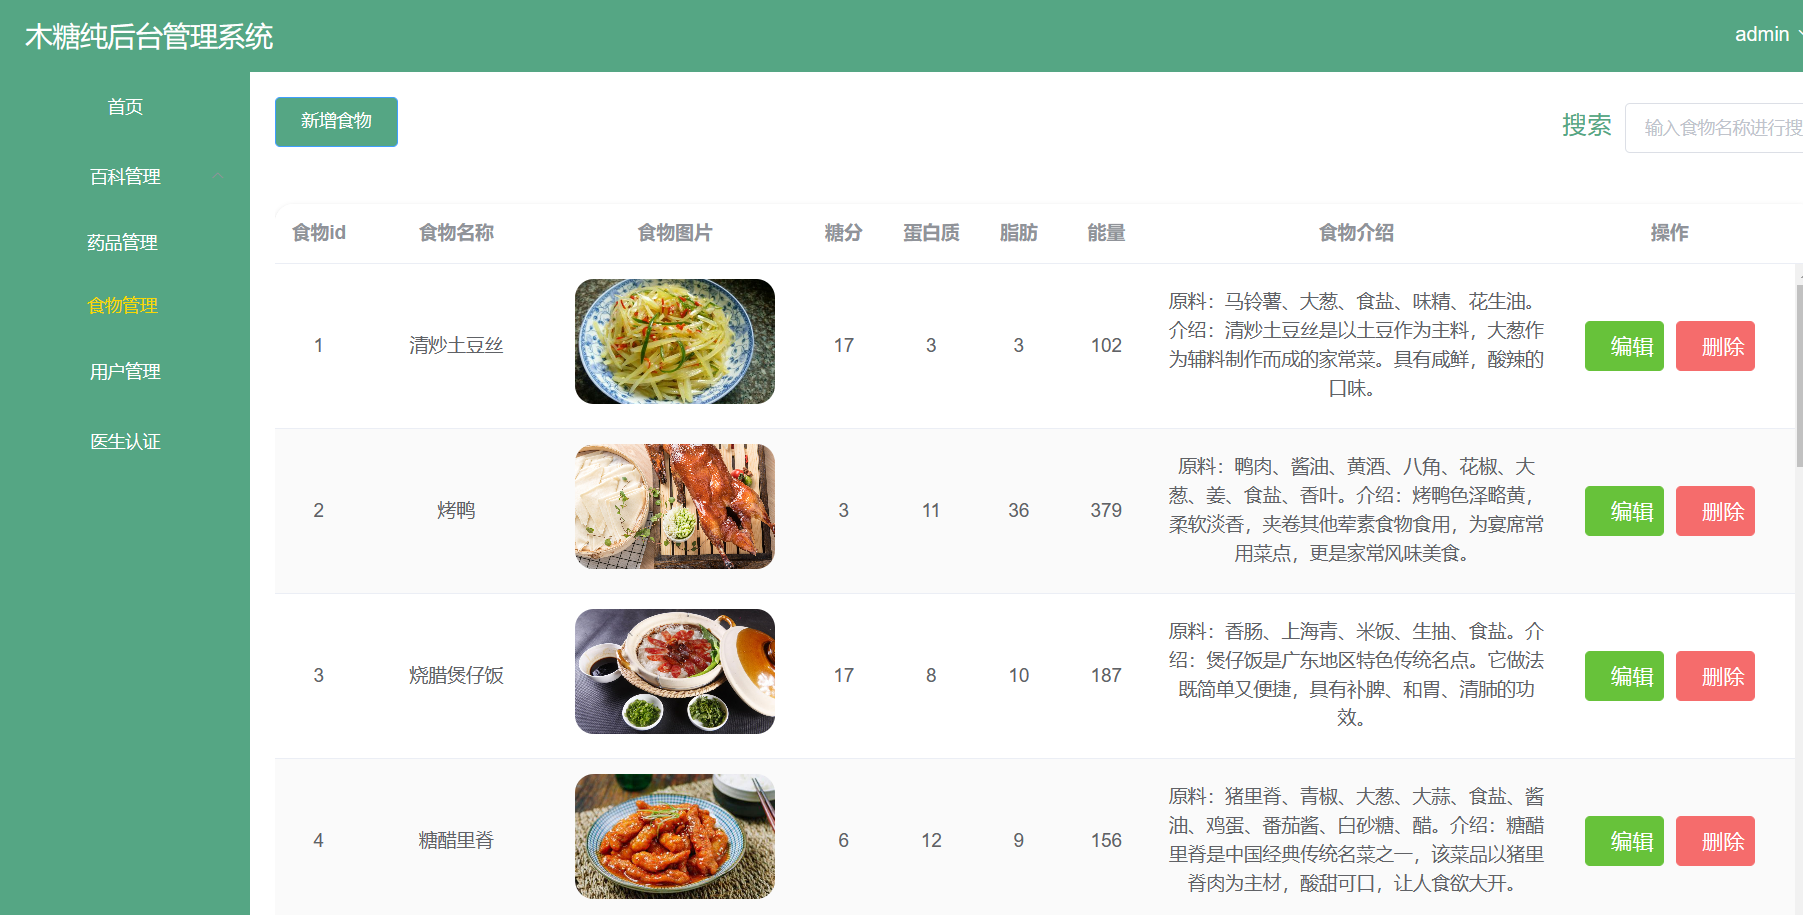 木糖纯后台管理系统
admin
首页
百科管理
药品管理
食物管理
用户管理
医生认证
新增食物
搜索
输入食物名称进行搜
食物id 食物名称 食物图片 糖分 蛋白质 脂肪 能量 食物介绍 操作
1 清炒土豆丝 17 3 3 102
原料：马铃薯、大葱、食盐、味精、花生油。
介绍：清炒土豆丝是以土豆作为主料，大葱作
为辅料制作而成的家常菜。具有咸鲜，酸辣的
口味。
编辑 删除
2 烤鸭 3 11 36 379
原料：鸭肉、酱油、黄酒、八角、花椒、大
葱、姜、食盐、香叶。介绍：烤鸭色泽略黄，
柔软淡香，夹卷其他荤素食物食用，为宴席常
用菜点，更是家常风味美食。
编辑 删除
3 烧腊煲仔饭 17 8 10 187
原料：香肠、上海青、米饭、生抽、食盐。介
绍：煲仔饭是广东地区特色传统名点。它做法
既简单又便捷，具有补脾、和胃、清肺的功
效。
编辑 删除
4 糖醋里脊 6 12 9 156
原料：猪里脊、青椒、大葱、大蒜、食盐、酱
油、鸡蛋、番茄酱、白砂糖、醋。介绍：糖醋
里脊是中国经典传统名菜之一，该菜品以猪里
脊肉为主材，酸甜可口，让人食欲大开。
编辑 删除